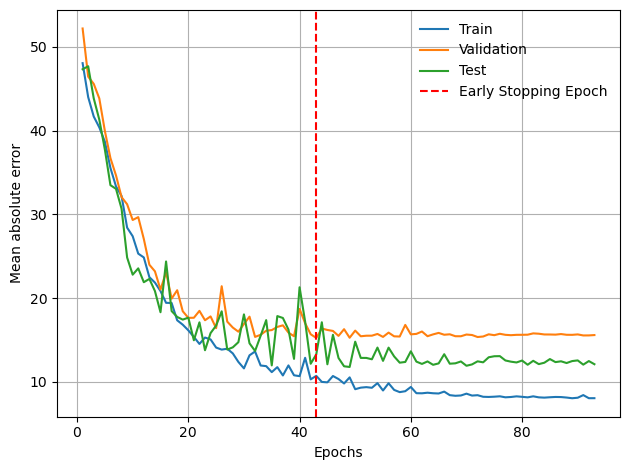 Mean absolute error
50
40
30
20
10
0
20
40
60
80
Epochs
Train
Validation
Test
Early Stopping Epoch